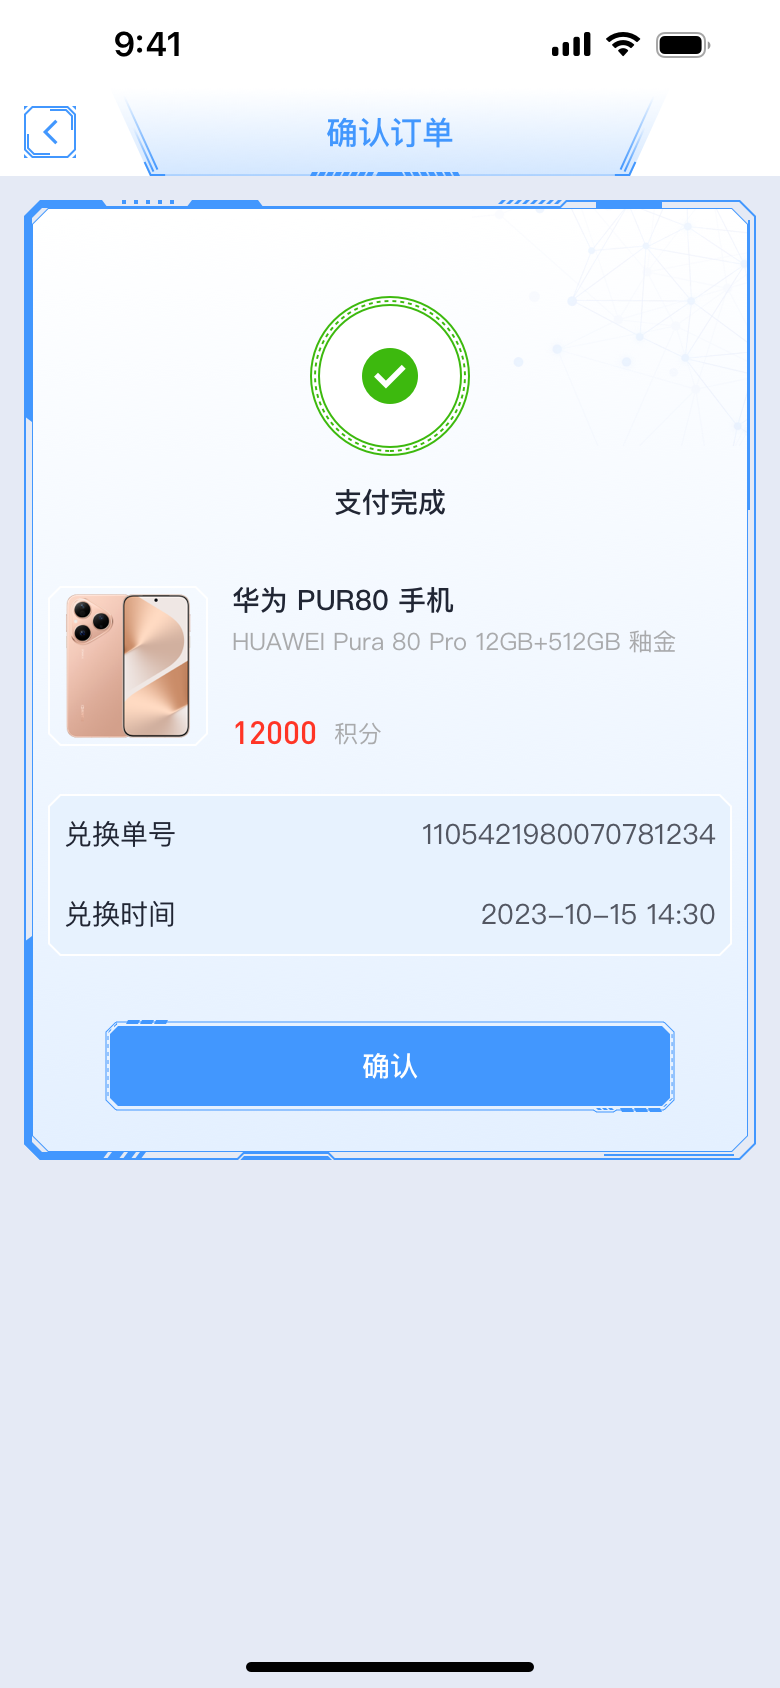 9:41
确认订单
支付完成
华为 PUR80 手机
HUAWEI Pura 80 Pro 12GB+512GB 釉金
12000 积分
兑换单号 1105421980070781234
兑换时间 2023-10-15 14:30
确认